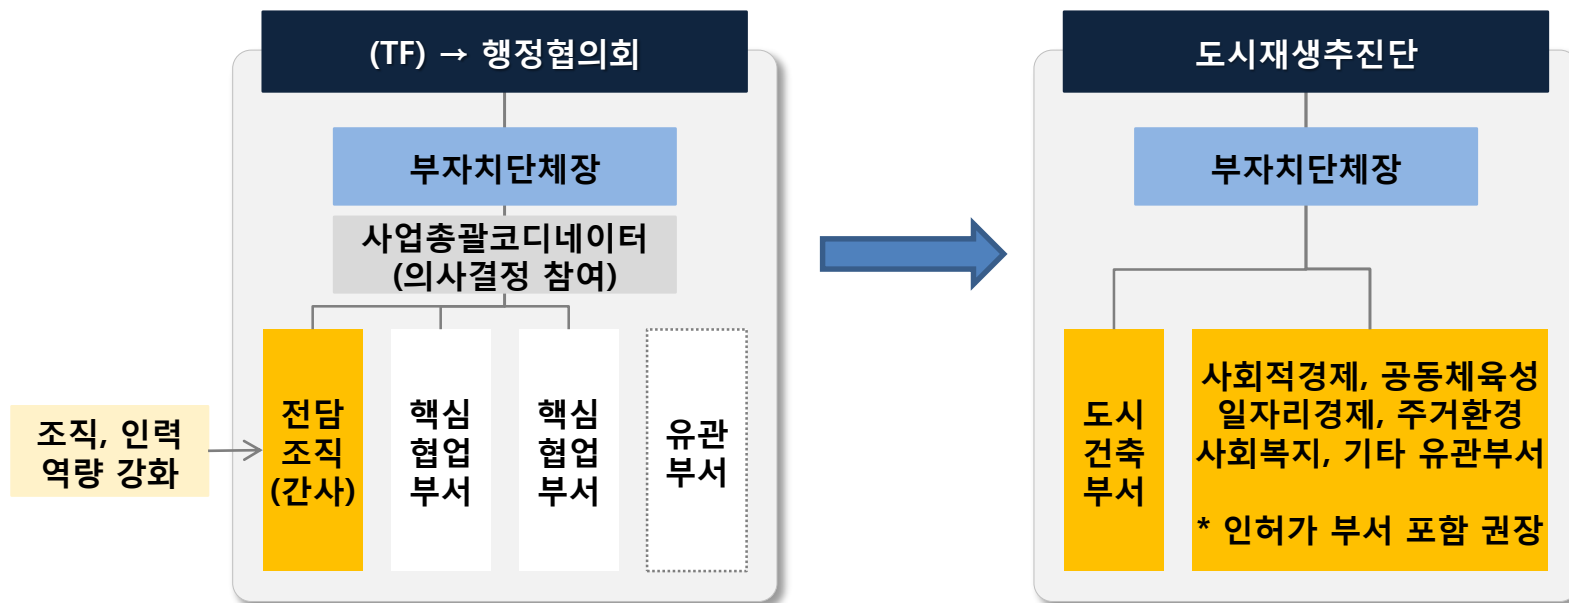 (TF) → 행정협의회
부자치단체장
사업총괄코디네이터
(의사결정 참여)
조직, 인력
역량 강화
전담
조직
(간사)
핵심
협업
부서
핵심
협업
부서
유관
부서
도시재생추진단
부자치단체장
도시
건축
부서
사회적경제, 공동체육성
일자리경제, 주거환경
사회복지, 기타 유관부서
* 인허가 부서 포함 권장